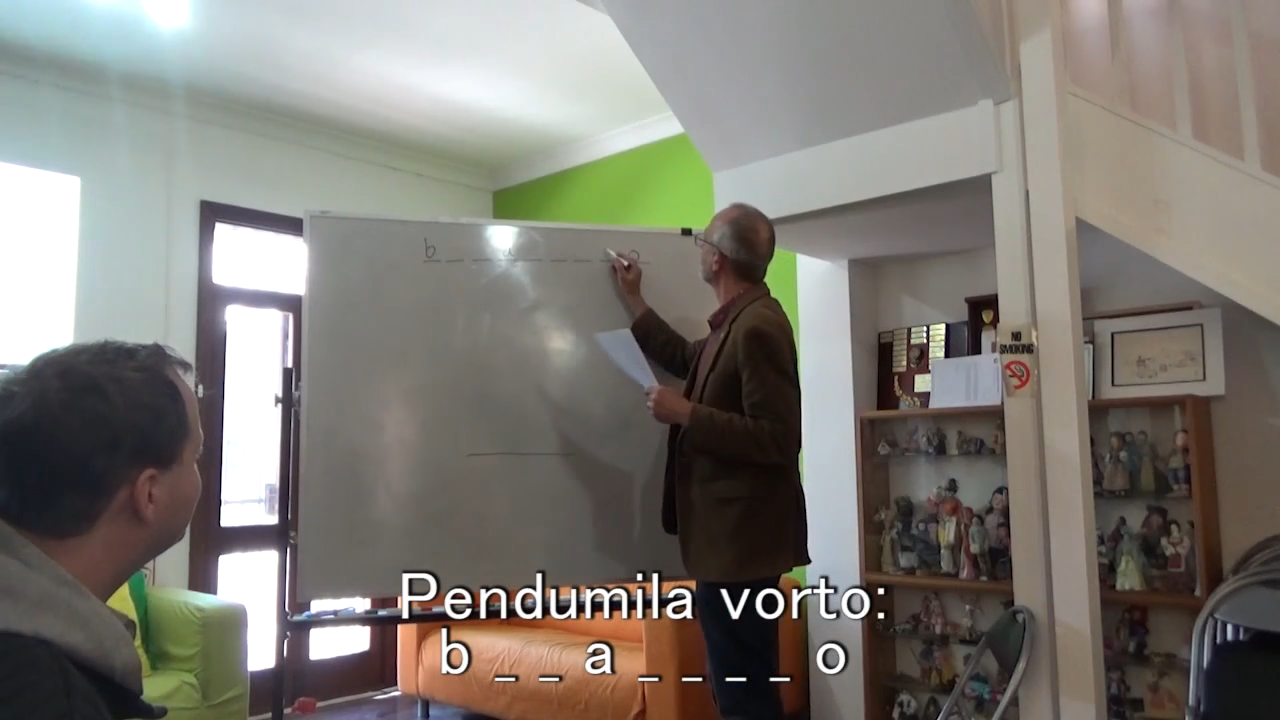 b _ _ a _ _ _ _ o
NO
SMOKING
Pendumila vorto:
b _ _ a _ _ _ _ o